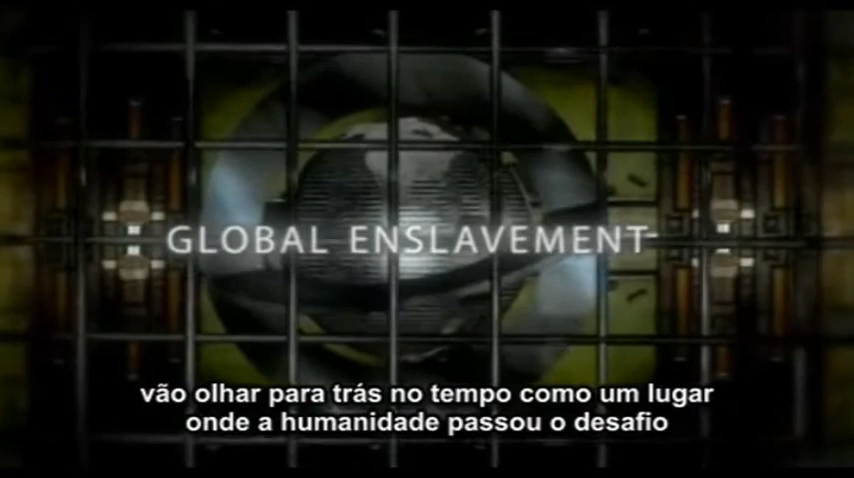 GLOBAL ENSLAVEMENT
vão olhar para trás no tempo como um lugar
onde a humanidade passou o desafio